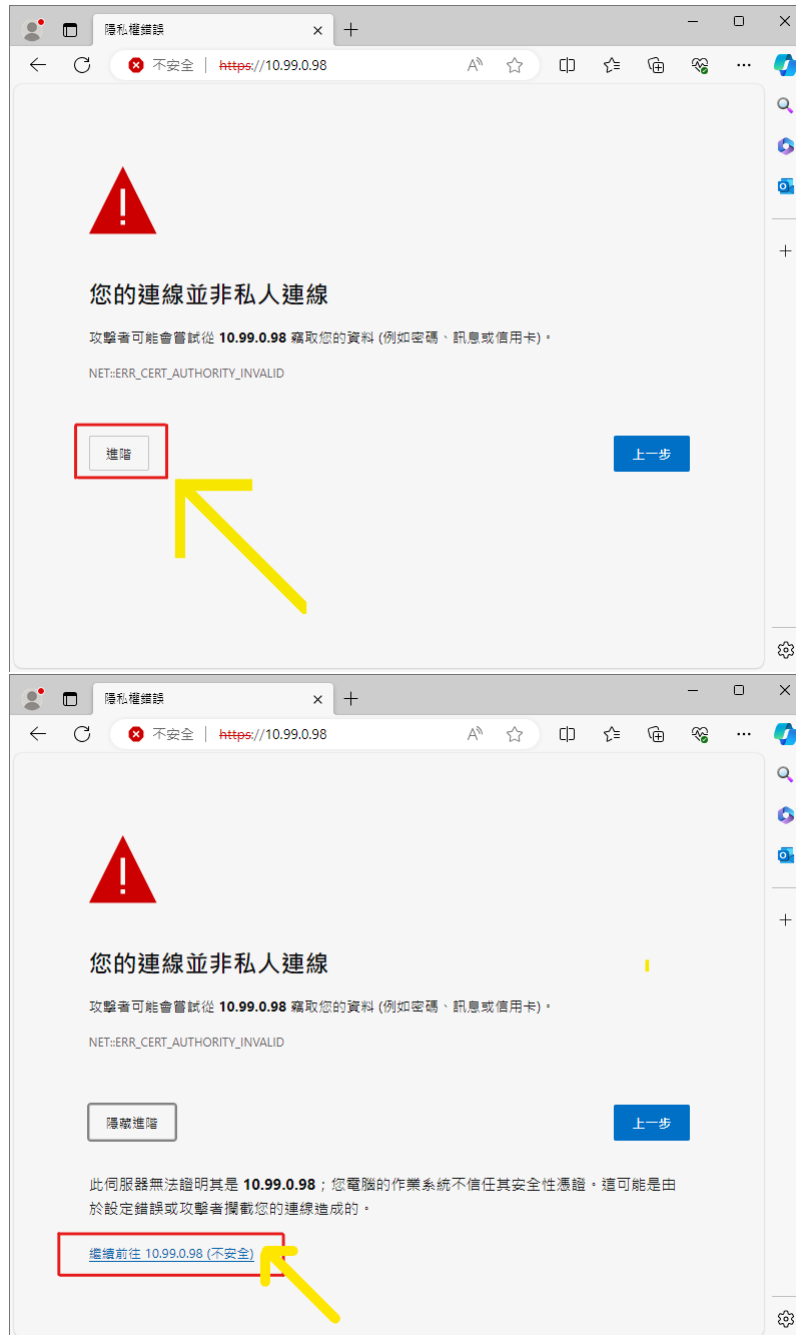 隱私權錯誤
不安全 https://10.99.0.98
您的連線並非私人連線
攻擊者可能會嘗試從 10.99.0.98 竊取您的資料 (例如密碼、訊息或信用卡)。
NET::ERR_CERT_AUTHORITY_INVALID
進階
上一步
隱私權錯誤
不安全 https://10.99.0.98
您的連線並非私人連線
攻擊者可能會嘗試從 10.99.0.98 竊取您的資料 (例如密碼、訊息或信用卡)。
NET::ERR_CERT_AUTHORITY_INVALID
隱藏進階
上一步
此伺服器無法證明其是 10.99.0.98；您電腦的作業系統不信任其安全性憑證。這可能是由
於設定錯誤或攻擊者攔截您的連線造成的。
繼續前往 10.99.0.98 (不安全)